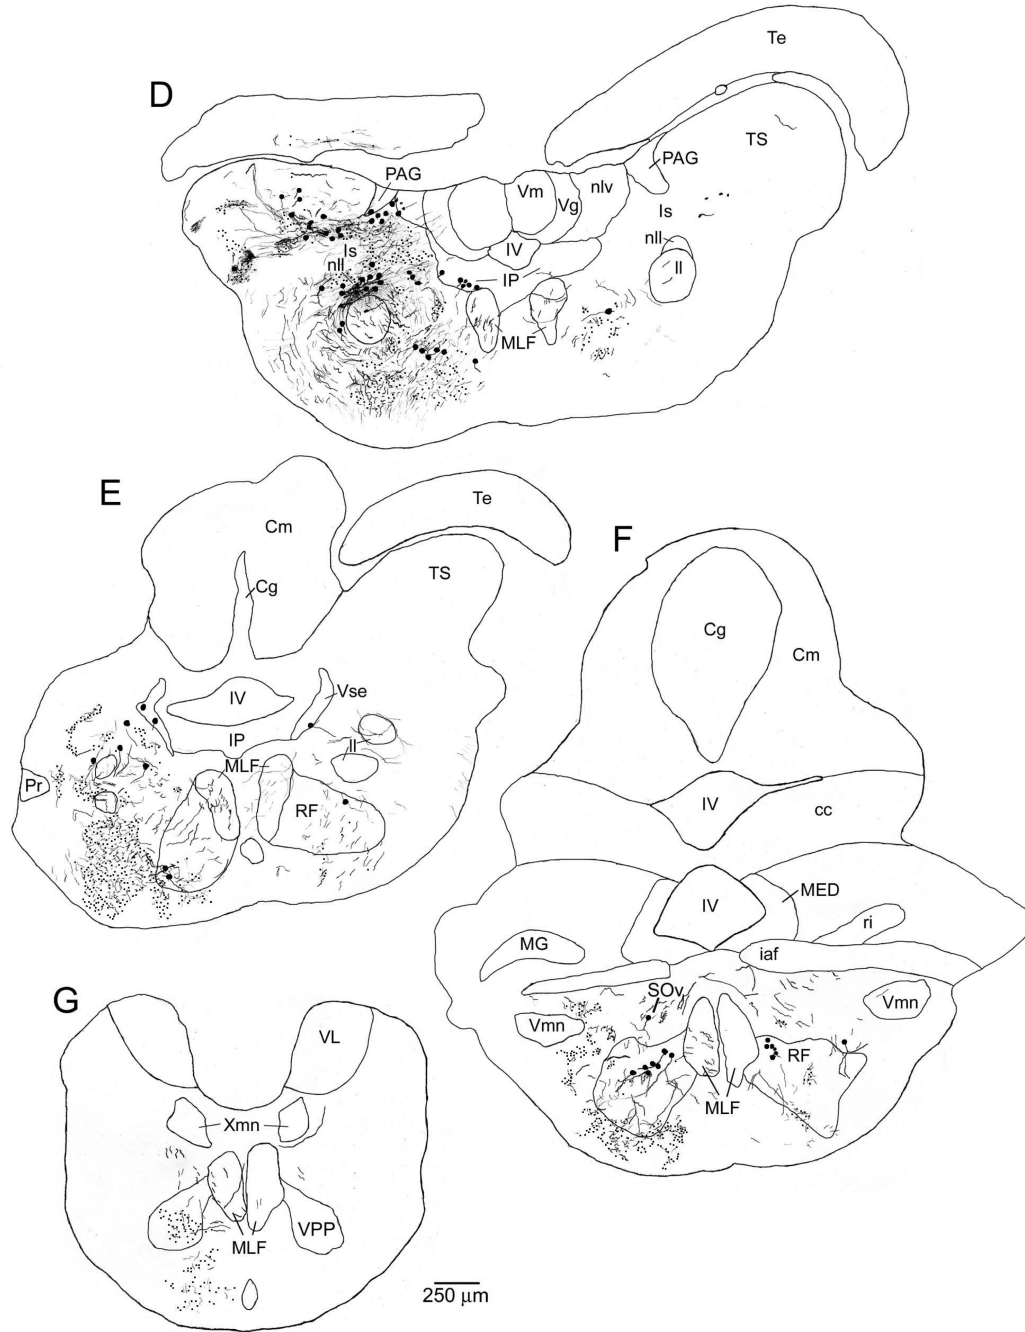 D
Te
TS
PAG
PAG
Vm
Vg
nlv
Is
nll
ll
IV
Is
nll
IP
MLF
E
Te
Cm
Cg
TS
IV
Vse
IP
ll
MLF
Pr
RF
F
Cg
Cm
IV
cc
IV
MED
ri
MG
iaf
SOv
Vmn
Vmn
RF
MLF
G
VL
Xmn
MLF
VPP
250 μm